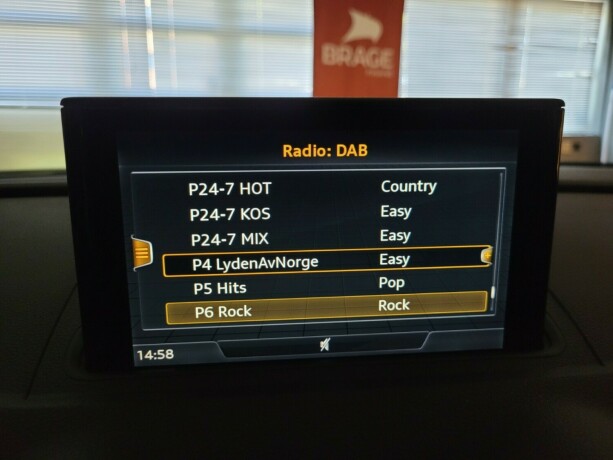 BRAGE
Radio: DAB
P24-7 HOT Country
P24-7 KOS Easy
P24-7 MIX Easy
P4 LydenAvNorge Easy
P5 Hits Pop
P6 Rock Rock
14:58